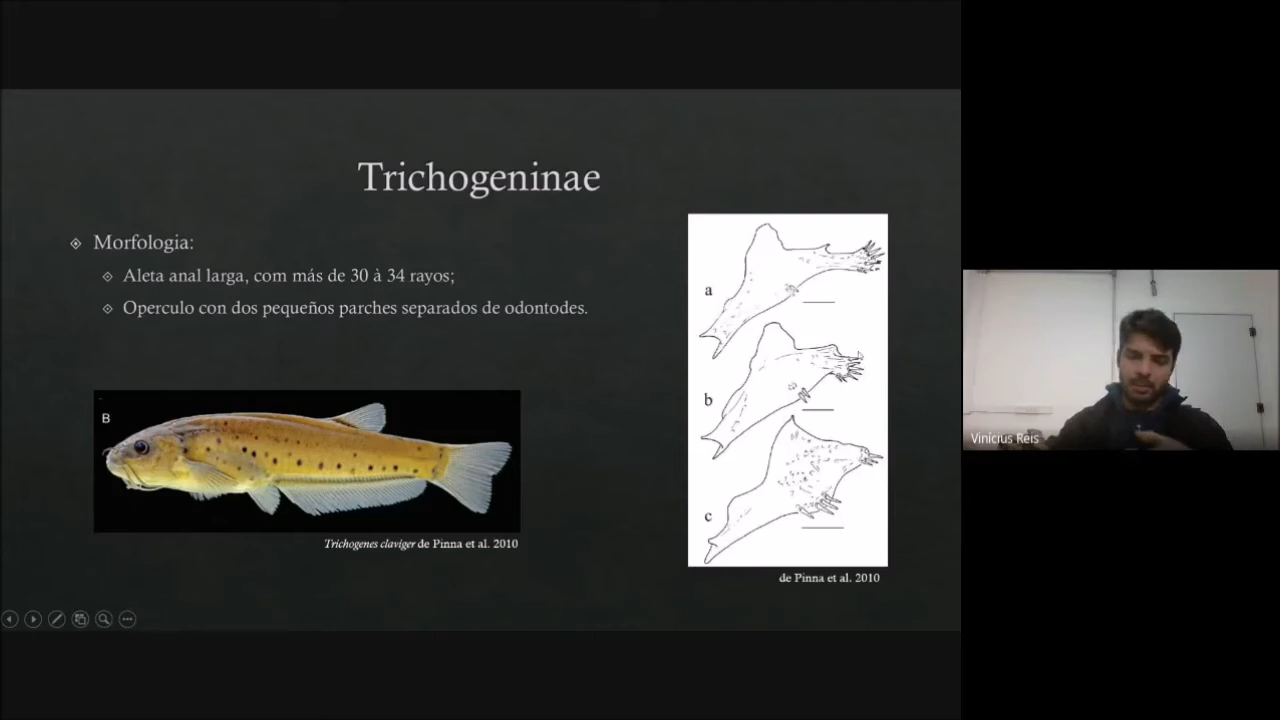 Trichogeninae
Morfologia:
Aleta anal larga, com más de 30 à 34 rayos;
Operculo con dos pequeños parches separados de odontodes.
B
Trichogenes claviger de Pinna et al. 2010
a
b
c
de Pinna et al. 2010
Vinícius Reis